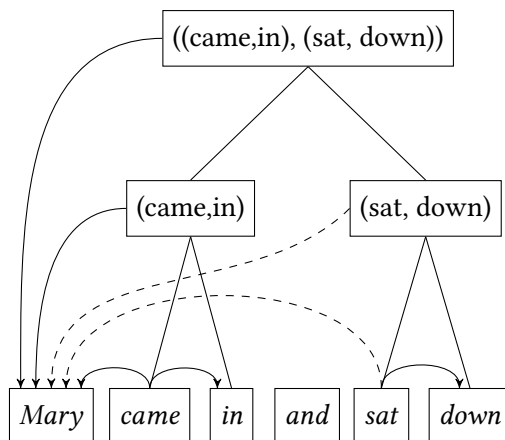 ((came,in), (sat, down))
(came,in) (sat, down)
Mary came in and sat down